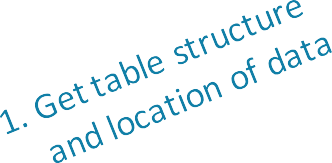 1. Get table structure
and location of data